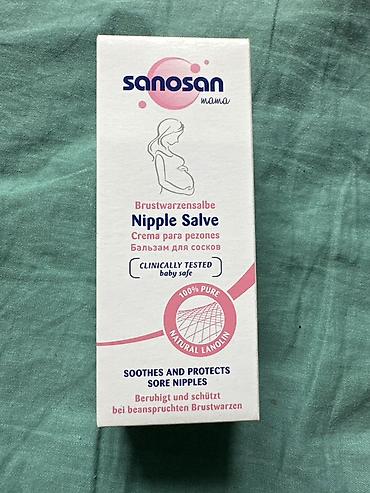 sanosan
mama
Brustwarzensalbe
Nipple Salve
Crema para pezones
Бальзам для сосков
CLINICALLY TESTED
baby safe
100% PURE
NATURAL LANOLIN
SOOTHES AND PROTECTS
SORE NIPPLES
Beruhigt und schützt
bei beanspruchten Brustwarzen